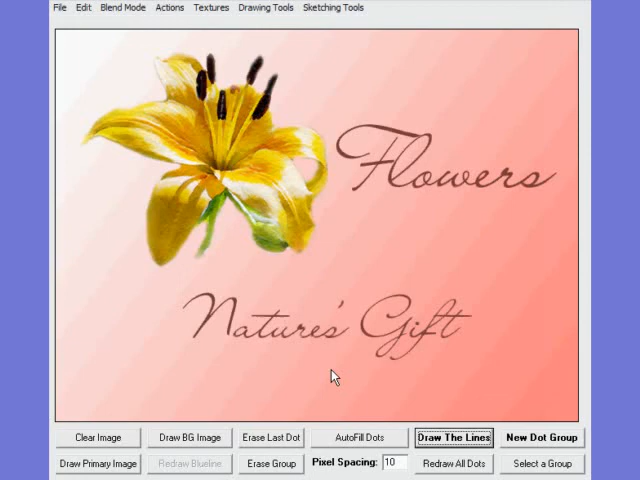 File Edit Blend Mode Actions Textures Drawing Tools Sketching Tools
Flowers
Natures' Gift
Clear Image Draw BG Image Erase Last Dot AutoFill Dots Draw The Lines New Dot Group
Draw Primary Image Redraw Blueline Erase Group Pixel Spacing: 10 Redraw All Dots Select a Group